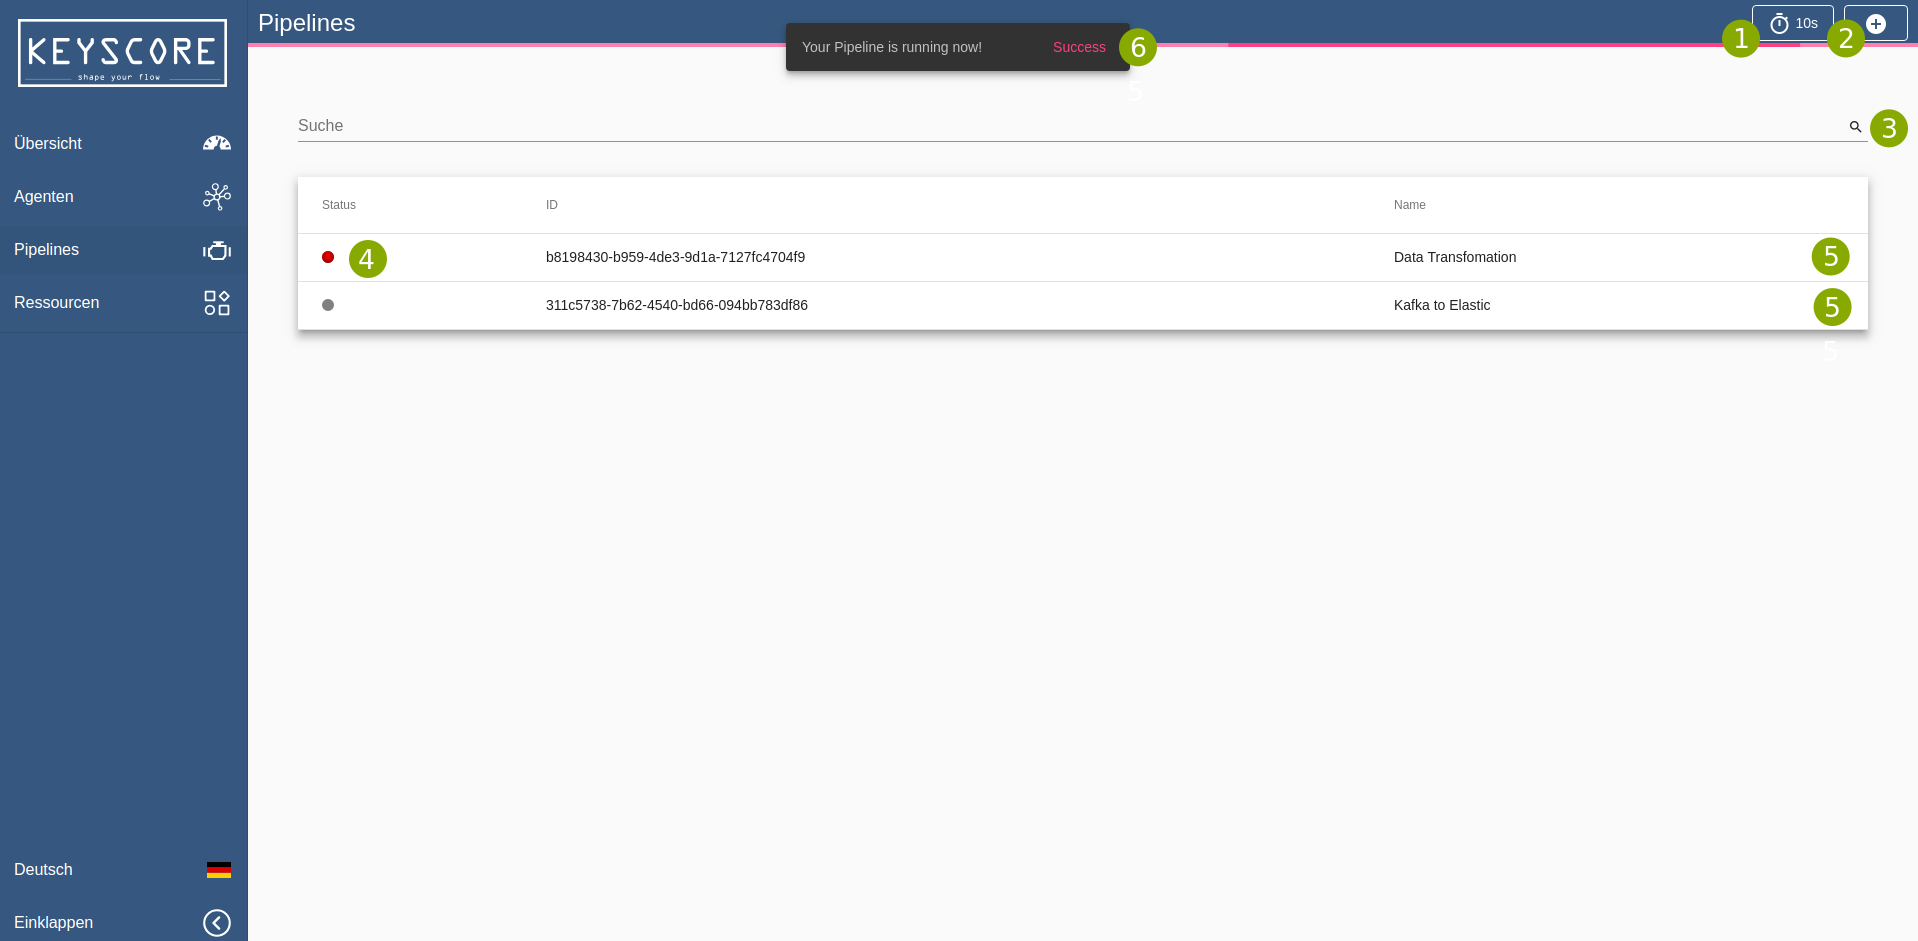 KEYSCORE
shape your flow
Pipelines
Your Pipeline is running now! Success 6
1 10s 2
5
Übersicht
Agenten
Pipelines
Ressourcen
Suche 3
Status ID Name
4 b8198430-b959-4de3-9d1a-7127fc4704f9 Data Transfomation 5
311c5738-7b62-4540-bd66-094bb783df86 Kafka to Elastic 5
5
Deutsch
Einklappen